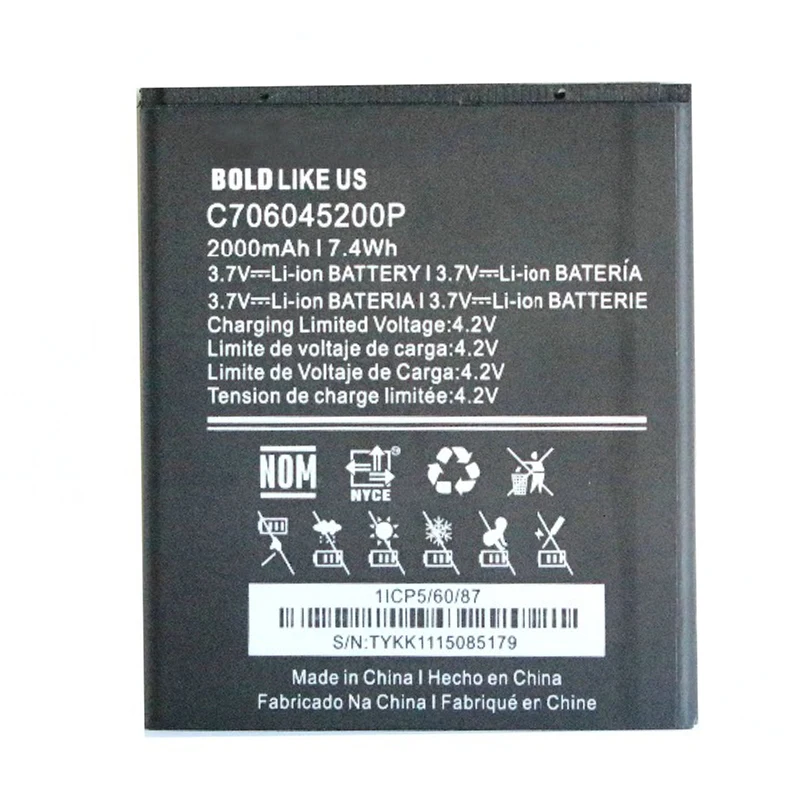 BOLD LIKE US
C706045200P
2000mAh I 7.4Wh
3.7V⎓Li-ion BATTERY I 3.7V⎓Li-ion BATERÍA
3.7V⎓Li-ion BATERIA I 3.7V⎓Li-ion BATTERIE
Charging Limited Voltage:4.2V
Limite de voltaje de carga:4.2V
Limite de Voltaje de Carga:4.2V
Tension de charge limitée:4.2V
NOM
NYCE
1ICP5/60/87
S/N:TYKK1115085179
Made in China I Hecho en China
Fabricado Na China I Fabriqué en Chine